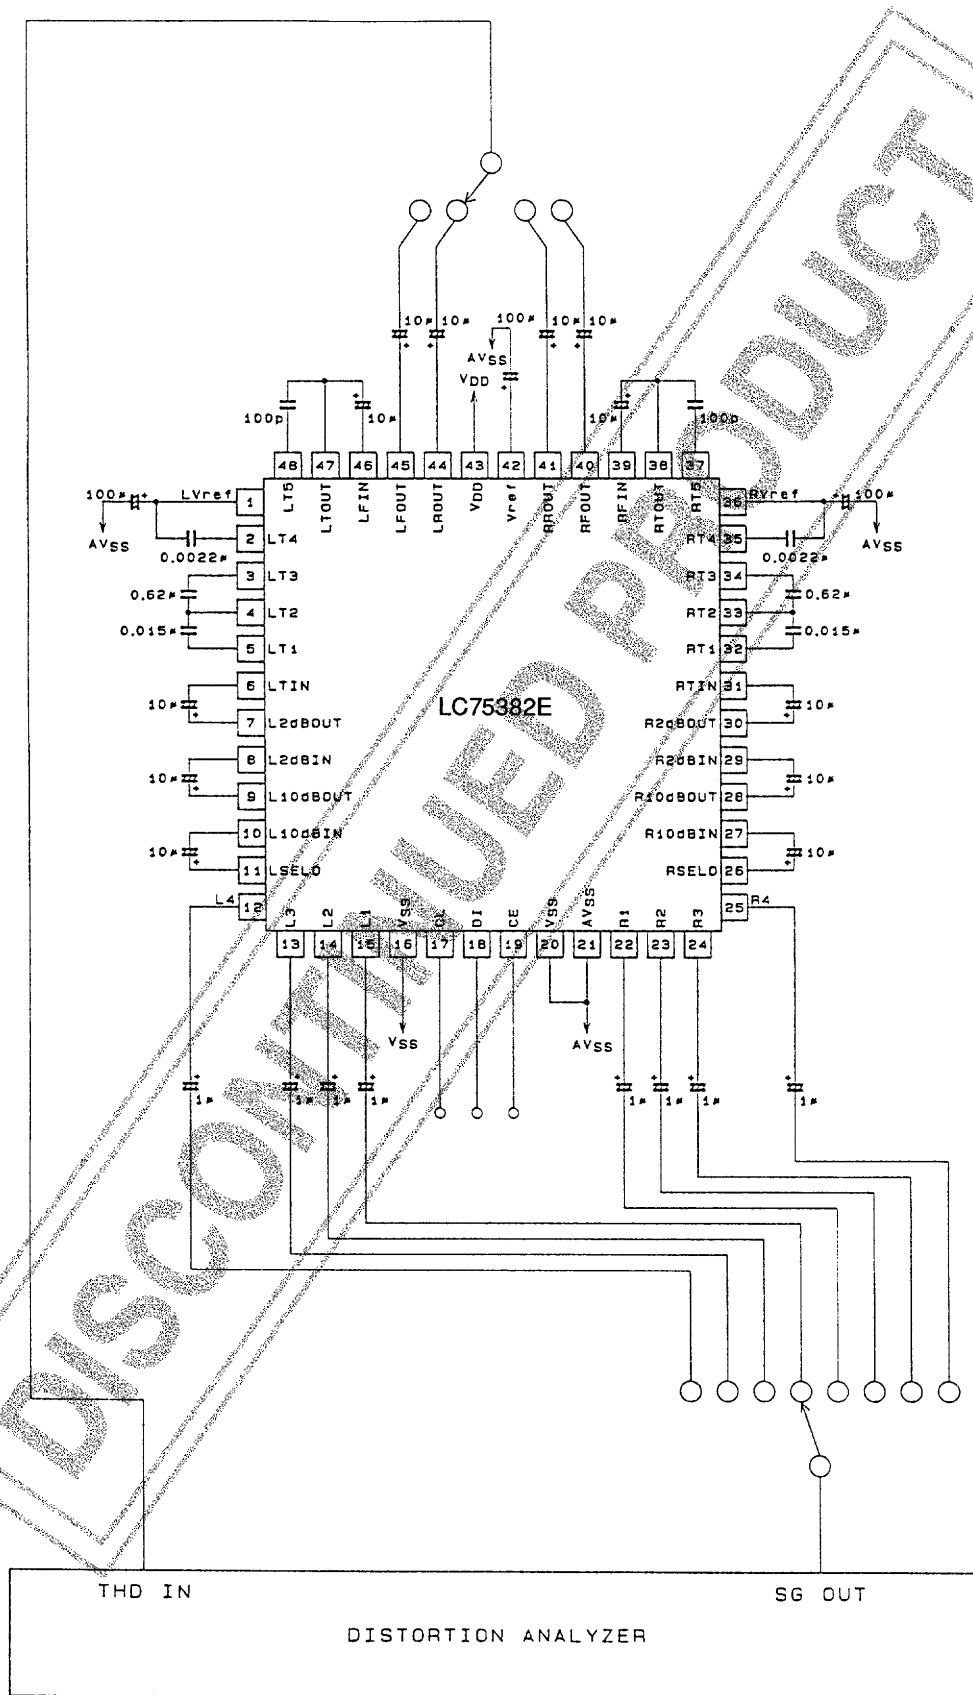 10μ
10μ
100μ
10μ
10μ
AVSS
VDD
100p
10μ
10μ
100p
48
47
46
45
44
43
42
41
40
39
38
37
LT5
LTOUT
LFIN
LFOUT
LROUT
VDD
Vref
RROUT
RFOUT
RFIN
RTOUT
RT5
100μ
LVref
1
36
RVref
100μ
AVSS
2
LT4
RT4
35
AVSS
0.0022μ
0.0022μ
3
LT3
RT3
34
0.62μ
0.62μ
4
LT2
RT2
33
0.015μ
0.015μ
5
LT1
RT1
32
6
LTIN
RTIN
31
10μ
LC75382E
10μ
7
L2dBOUT
R2dBOUT
30
8
L2dBIN
R2dBIN
29
10μ
10μ
9
L10dBOUT
R10dBOUT
28
10
L10dBIN
R10dBIN
27
10μ
10μ
11
LSELO
RSELO
26
L4
12
25
R4
L3
L2
L1
VSS
CL
DI
CE
VSS
AVSS
R1
R2
R3
13
14
15
16
17
18
19
20
21
22
23
24
VSS
AVSS
1μ
1μ
1μ
1μ
1μ
1μ
1μ
1μ
THD IN
SG OUT
DISTORTION ANALYZER
DISCONTINUED PRODUCT